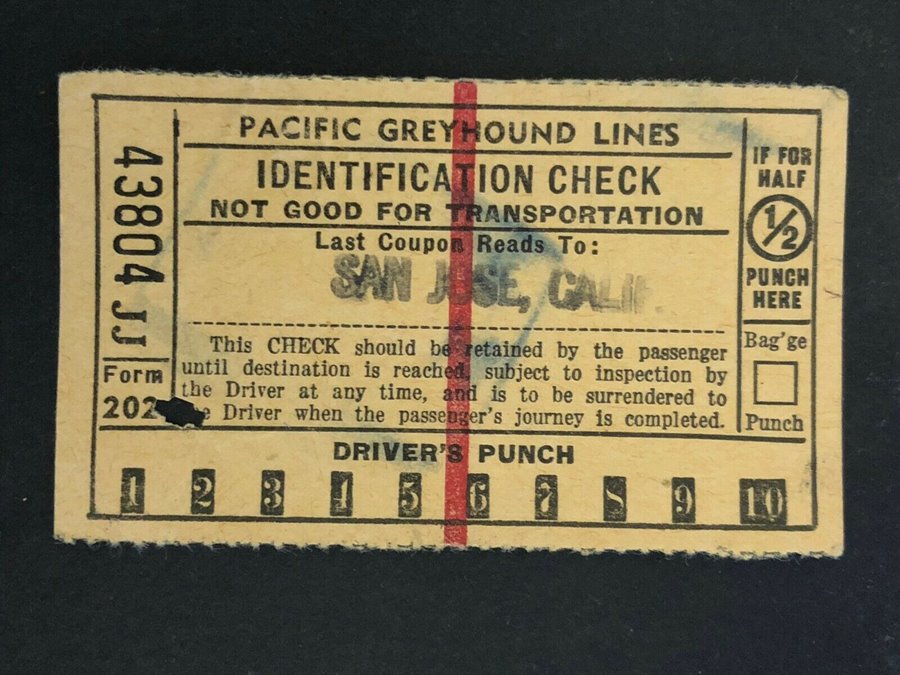 43804 JJ
Form
202
PACIFIC GREYHOUND LINES
IDENTIFICATION CHECK
NOT GOOD FOR TRANSPORTATION
Last Coupon Reads To:
SAN JOSE, CALIF.
This CHECK should be retained by the passenger
until destination is reached, subject to inspection by
the Driver at any time, and is to be surrendered to
Driver when the passenger's journey is completed.
IF FOR
HALF
1/2
PUNCH
HERE
Bag'ge
Punch
DRIVER'S PUNCH
1 2 3 4 5 6 7 8 9 10